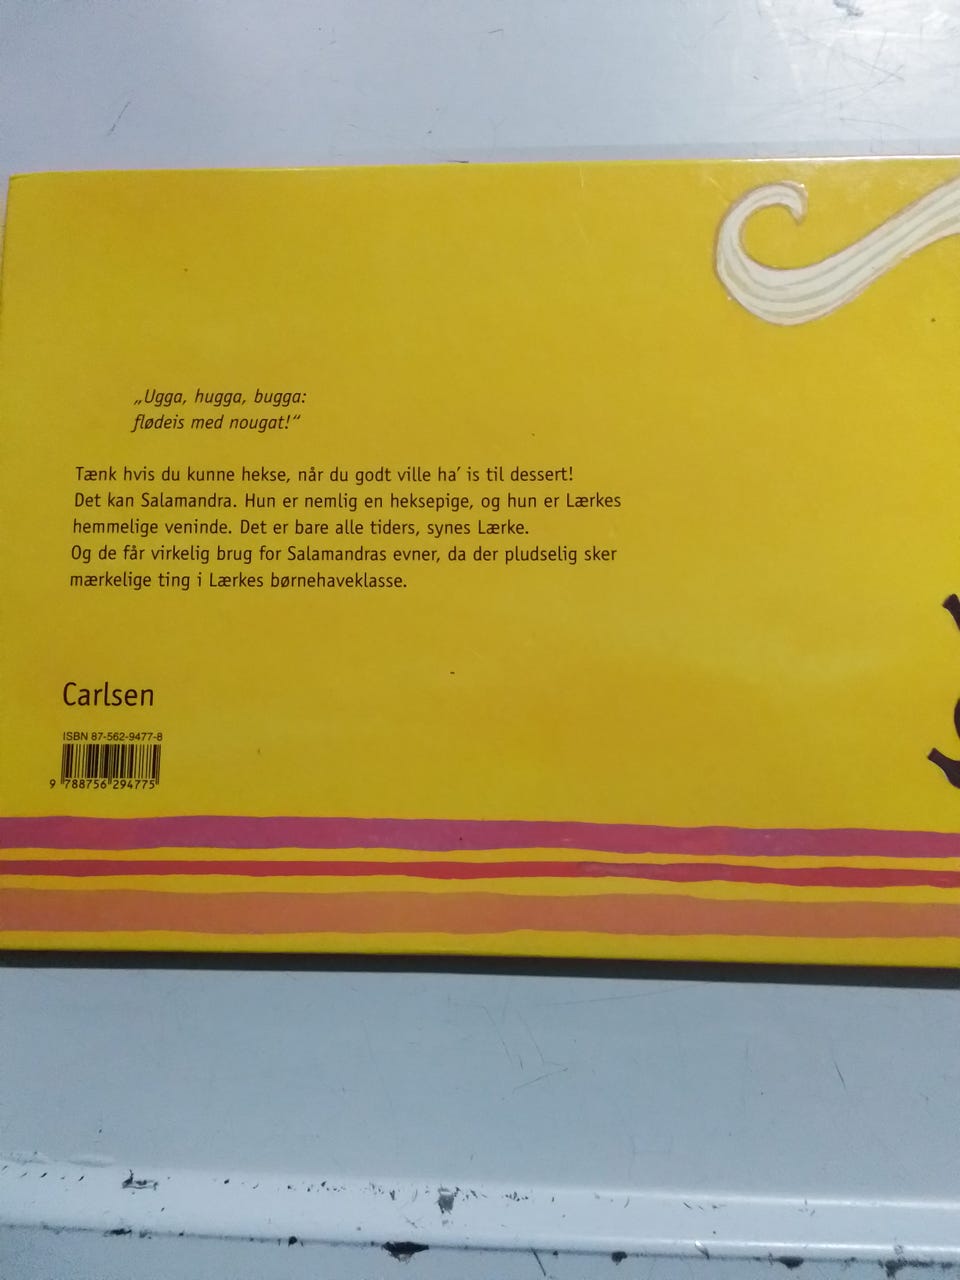 „Ugga, hugga, bugga:
flødeis med nougat!“
Tænk hvis du kunne hekse, når du godt ville ha’ is til dessert!
Det kan Salamandra. Hun er nemlig en heksepige, og hun er Lærkes
hemmelige veninde. Det er bare alle tiders, synes Lærke.
Og de får virkelig brug for Salamandras evner, da der pludselig sker
mærkelige ting i Lærkes børnehaveklasse.
Carlsen
ISBN 87-562-9477-8
9 788756 294775